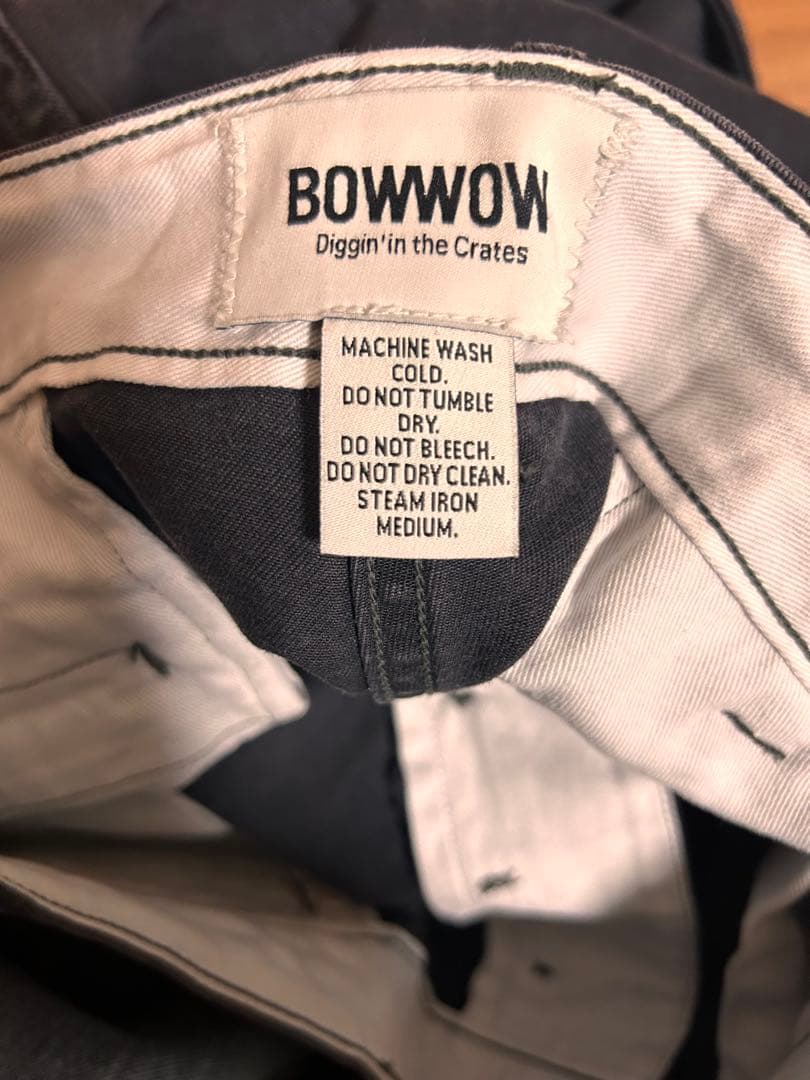 BOWWOW
Diggin' in the Crates
MACHINE WASH
COLD.
DO NOT TUMBLE
DRY.
DO NOT BLEECH.
DO NOT DRY CLEAN.
STEAM IRON
MEDIUM.